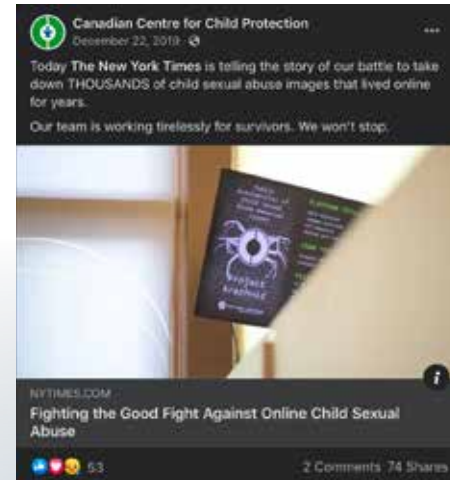 Canadian Centre for Child Protection
December 22, 2019 ·
Today The New York Times is telling the story of our battle to take
down THOUSANDS of child sexual abuse images that lived online
for years.
Our team is working tirelessly for survivors. We won't stop.
Project
Arachnid
i
NYTIMES.COM
Fighting the Good Fight Against Online Child Sexual
Abuse
53
2 Comments 74 Shares